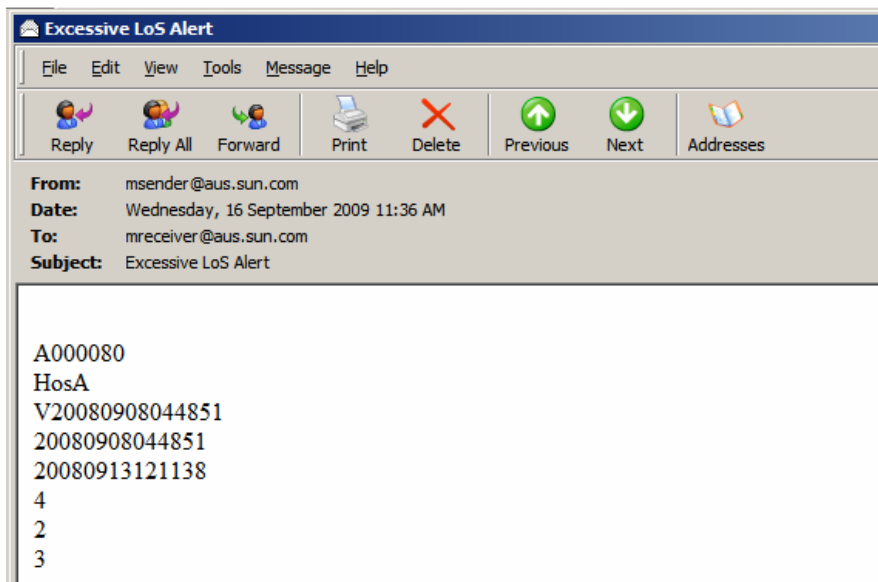 Excessive LoS Alert
File Edit View Tools Message Help
Reply Reply All Forward Print Delete Previous Next Addresses
From: msender@aus.sun.com
Date: Wednesday, 16 September 2009 11:36 AM
To: mreceiver@aus.sun.com
Subject: Excessive LoS Alert
A000080
HosA
V20080908044851
20080908044851
20080913121138
4
2
3